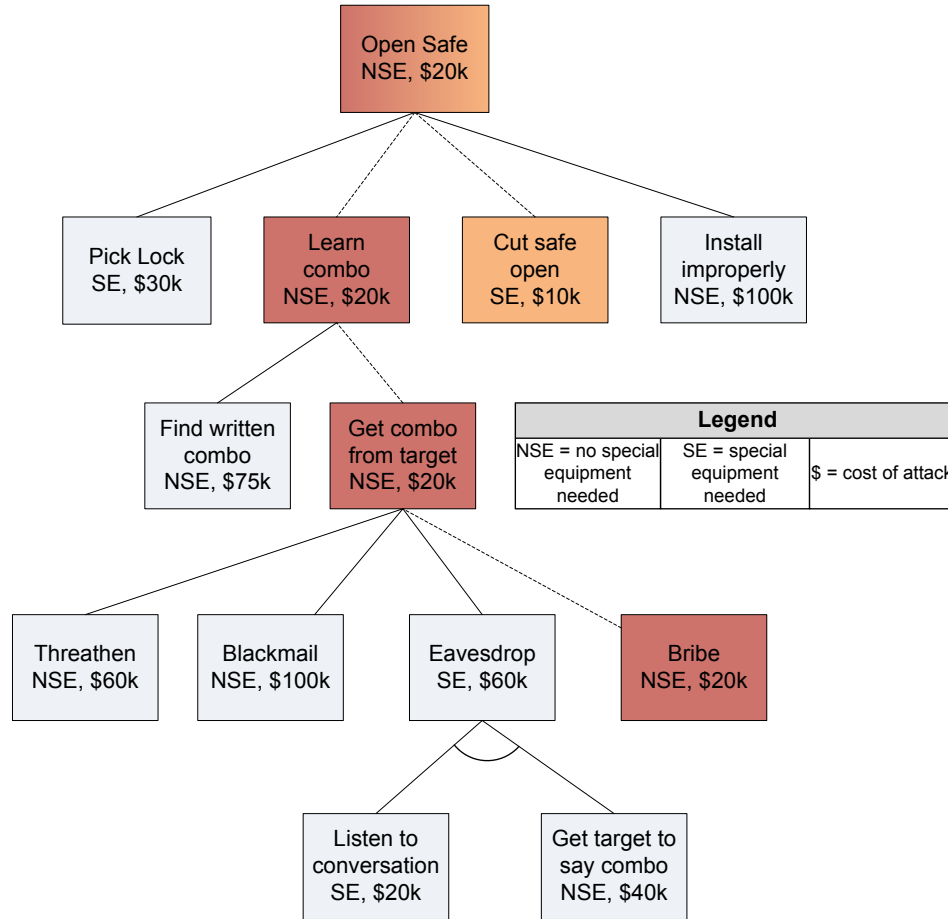 Open Safe
NSE, $20k
Pick Lock
SE, $30k
Learn
combo
NSE, $20k
Cut safe
open
SE, $10k
Install
improperly
NSE, $100k
Find written
combo
NSE, $75k
Get combo
from target
NSE, $20k
Legend
NSE = no special
equipment
needed
SE = special
equipment
needed
$ = cost of attack
Threathen
NSE, $60k
Blackmail
NSE, $100k
Eavesdrop
SE, $60k
Bribe
NSE, $20k
Listen to
conversation
SE, $20k
Get target to
say combo
NSE, $40k